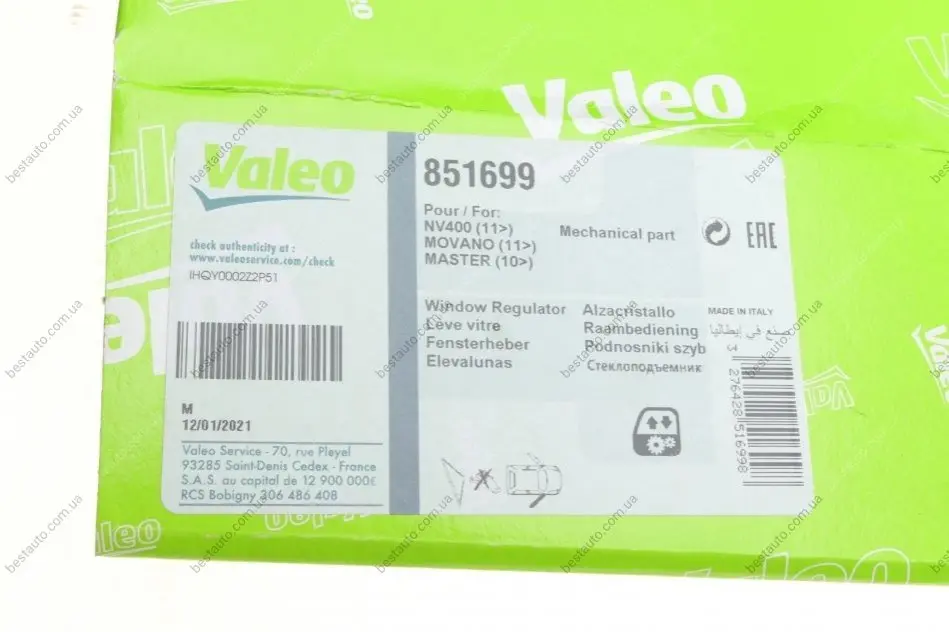 Valeo
Valeo
check authenticity at :
www.valeoservice.com/check
IHQY0002Z2P51
M
12/01/2021
Valeo Service - 70, rue Pleyel
93285 Saint-Denis Cedex - France
S.A.S. au capital de 12 900 000€
RCS Bobigny 306 486 408
851699
Pour / For:
NV400 (11>)
MOVANO (11>)
MASTER (10>)
Mechanical part
EAC
Window Regulator
Leve vitre
Fensterheber
Elevalunas
Alzacristallo
Raambediening
Podnosniki szyb
Стеклоподъемник
MADE IN ITALY
صنع في إيطاليا
3 276428 516998
bestauto.com.ua